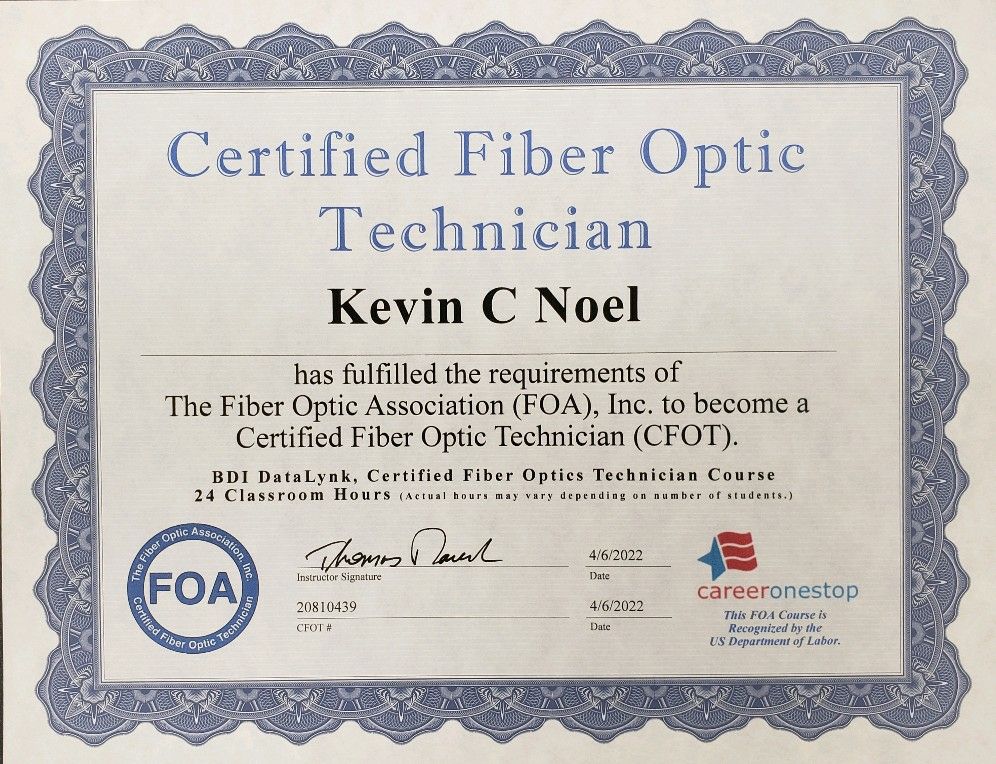 Certified Fiber Optic
Technician
Kevin C Noel
has fulfilled the requirements of
The Fiber Optic Association (FOA), Inc. to become a
Certified Fiber Optic Technician (CFOT).
BDI DataLynk, Certified Fiber Optics Technician Course
24 Classroom Hours (Actual hours may vary depending on number of students.)
The Fiber Optic Association, Inc.
FOA
Certified Fiber Optic Technician
Thomas
Instructor Signature
4/6/2022
Date
20810439
CFOT #
4/6/2022
Date
careeronestop
This FOA Course is
Recognized by the
US Department of Labor.